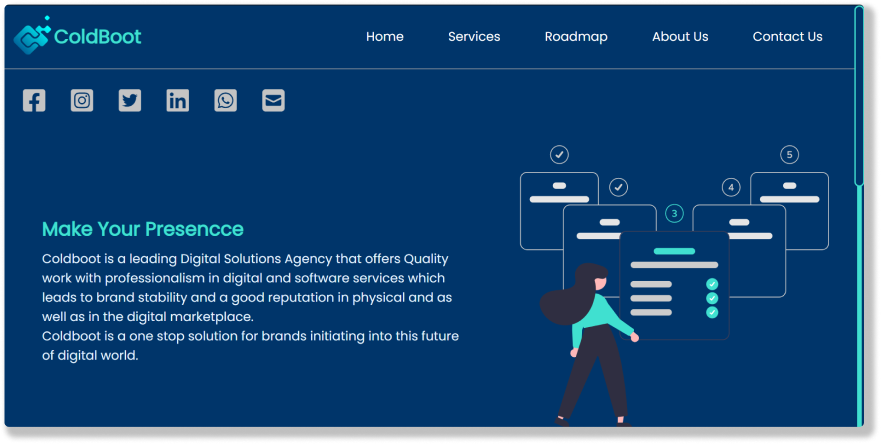 ColdBoot
Home Services Roadmap About Us Contact Us
5
4
3
Make Your Presencce
Coldboot is a leading Digital Solutions Agency that offers Quality
work with professionalism in digital and software services which
leads to brand stability and a good reputation in physical and as
well as in the digital marketplace.
Coldboot is a one stop solution for brands initiating into this future
of digital world.